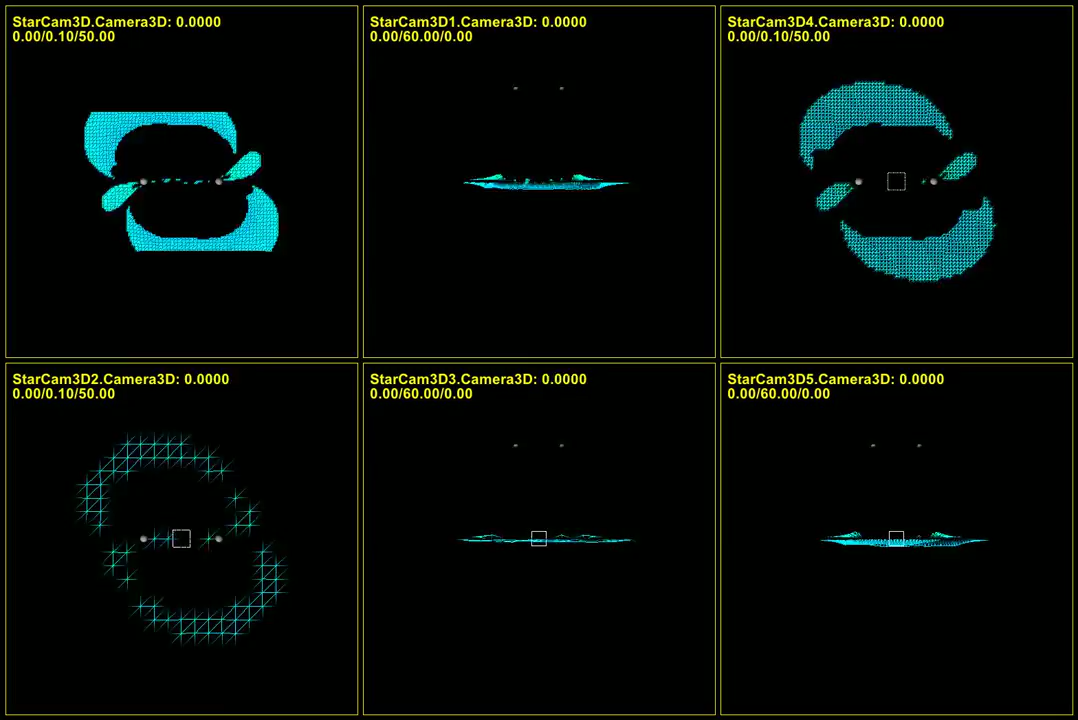 StarCam3D.Camera3D: 0.0000
0.00/0.10/50.00
StarCam3D1.Camera3D: 0.0000
0.00/60.00/0.00
StarCam3D4.Camera3D: 0.0000
0.00/0.10/50.00
StarCam3D2.Camera3D: 0.0000
0.00/0.10/50.00
StarCam3D3.Camera3D: 0.0000
0.00/60.00/0.00
StarCam3D5.Camera3D: 0.0000
0.00/60.00/0.00